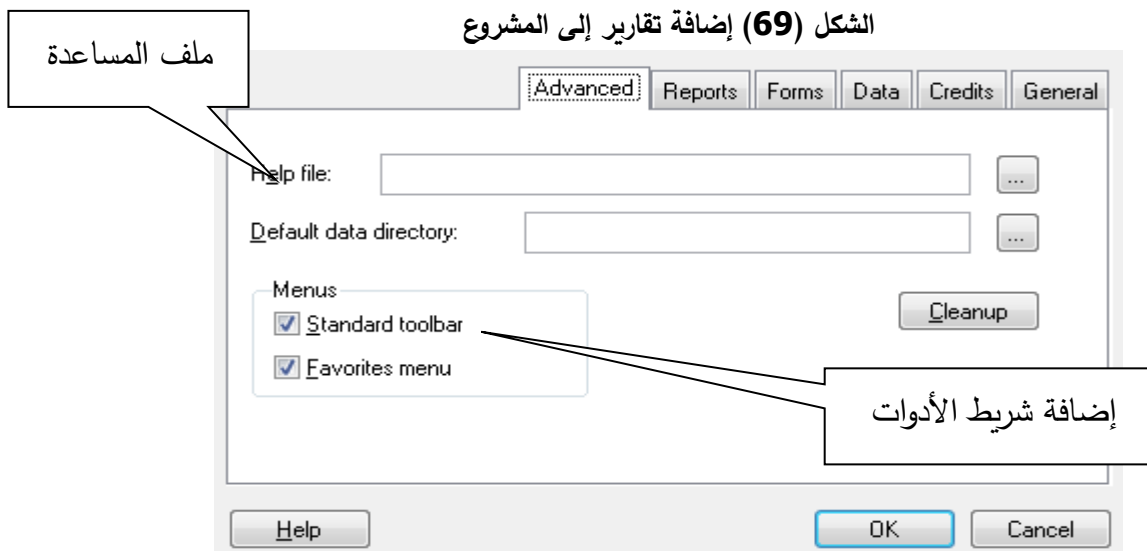 الشكل (69) إضافة تقارير إلى المشروع
ملف المساعدة
Advanced Reports Forms Data Credits General
Help file: ...
Default data directory: ...
Menus
Standard toolbar
Cleanup
Favorites menu
إضافة شريط الأدوات
Help OK Cancel